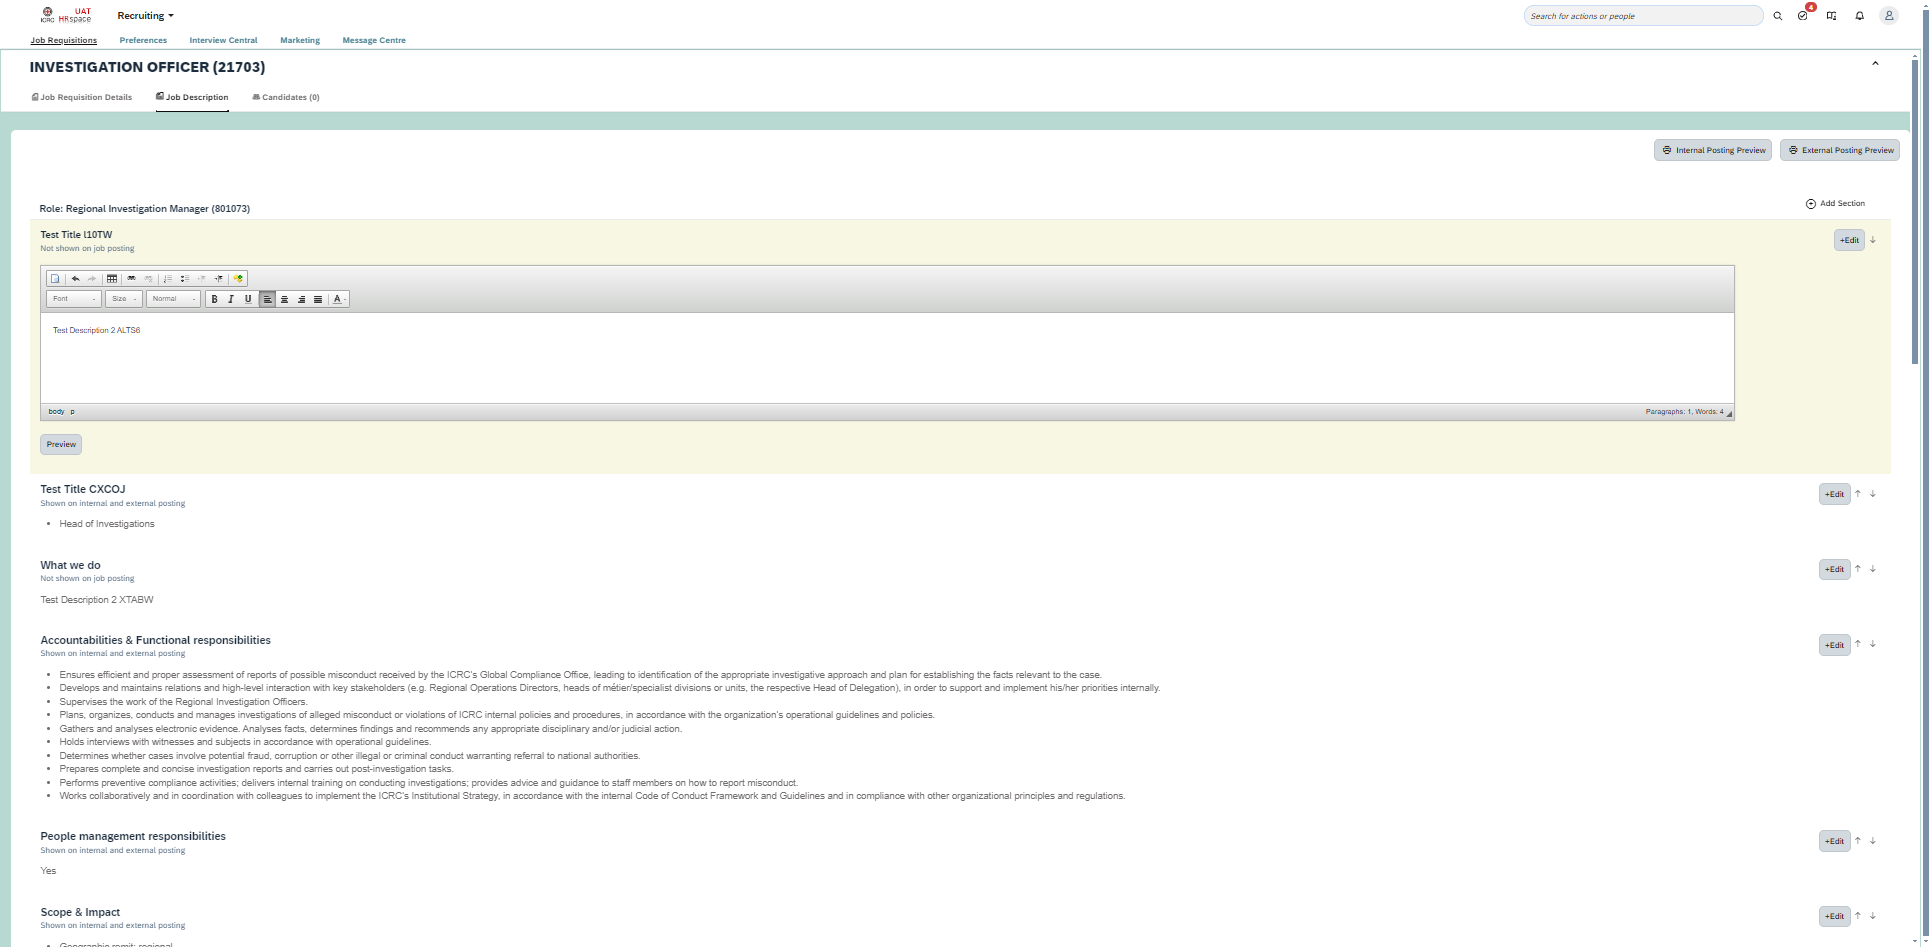 ICRC
UAT
HRspace
Recruiting
Search for actions or people
4
Job Requisitions
Preferences
Interview Central
Marketing
Message Centre
INVESTIGATION OFFICER (21703)
Job Requisition Details
Job Description
Candidates (0)
Internal Posting Preview
External Posting Preview
Role: Regional Investigation Manager (801073)
Add Section
Test Title I10TW
Not shown on job posting
+Edit
Font
Size
Normal
B I U
A
Test Description 2 ALTS6
body p
Paragraphs: 1, Words: 4
Preview
Test Title CXCOJ
Shown on internal and external posting
+Edit
• Head of Investigations
What we do
Not shown on job posting
+Edit
Test Description 2 XTABW
Accountabilities & Functional responsibilities
Shown on internal and external posting
+Edit
• Ensures efficient and proper assessment of reports of possible misconduct received by the ICRC's Global Compliance Office, leading to identification of the appropriate investigative approach and plan for establishing the facts relevant to the case.
• Develops and maintains relations and high-level interaction with key stakeholders (e.g. Regional Operations Directors, heads of métier/specialist divisions or units, the respective Head of Delegation), in order to support and implement his/her priorities internally.
• Supervises the work of the Regional Investigation Officers.
• Plans, organizes, conducts and manages investigations of alleged misconduct or violations of ICRC internal policies and procedures, in accordance with the organization's operational guidelines and policies.
• Gathers and analyses electronic evidence. Analyses facts, determines findings and recommends any appropriate disciplinary and/or judicial action.
• Holds interviews with witnesses and subjects in accordance with operational guidelines.
• Determines whether cases involve potential fraud, corruption or other illegal or criminal conduct warranting referral to national authorities.
• Prepares complete and concise investigation reports and carries out post-investigation tasks.
• Performs preventive compliance activities; delivers internal training on conducting investigations; provides advice and guidance to staff members on how to report misconduct.
• Works collaboratively and in coordination with colleagues to implement the ICRC's Institutional Strategy, in accordance with the internal Code of Conduct Framework and Guidelines and in compliance with other organizational principles and regulations.
People management responsibilities
Shown on internal and external posting
+Edit
Yes
Scope & Impact
Shown on internal and external posting
+Edit
• Geographic remit: regional